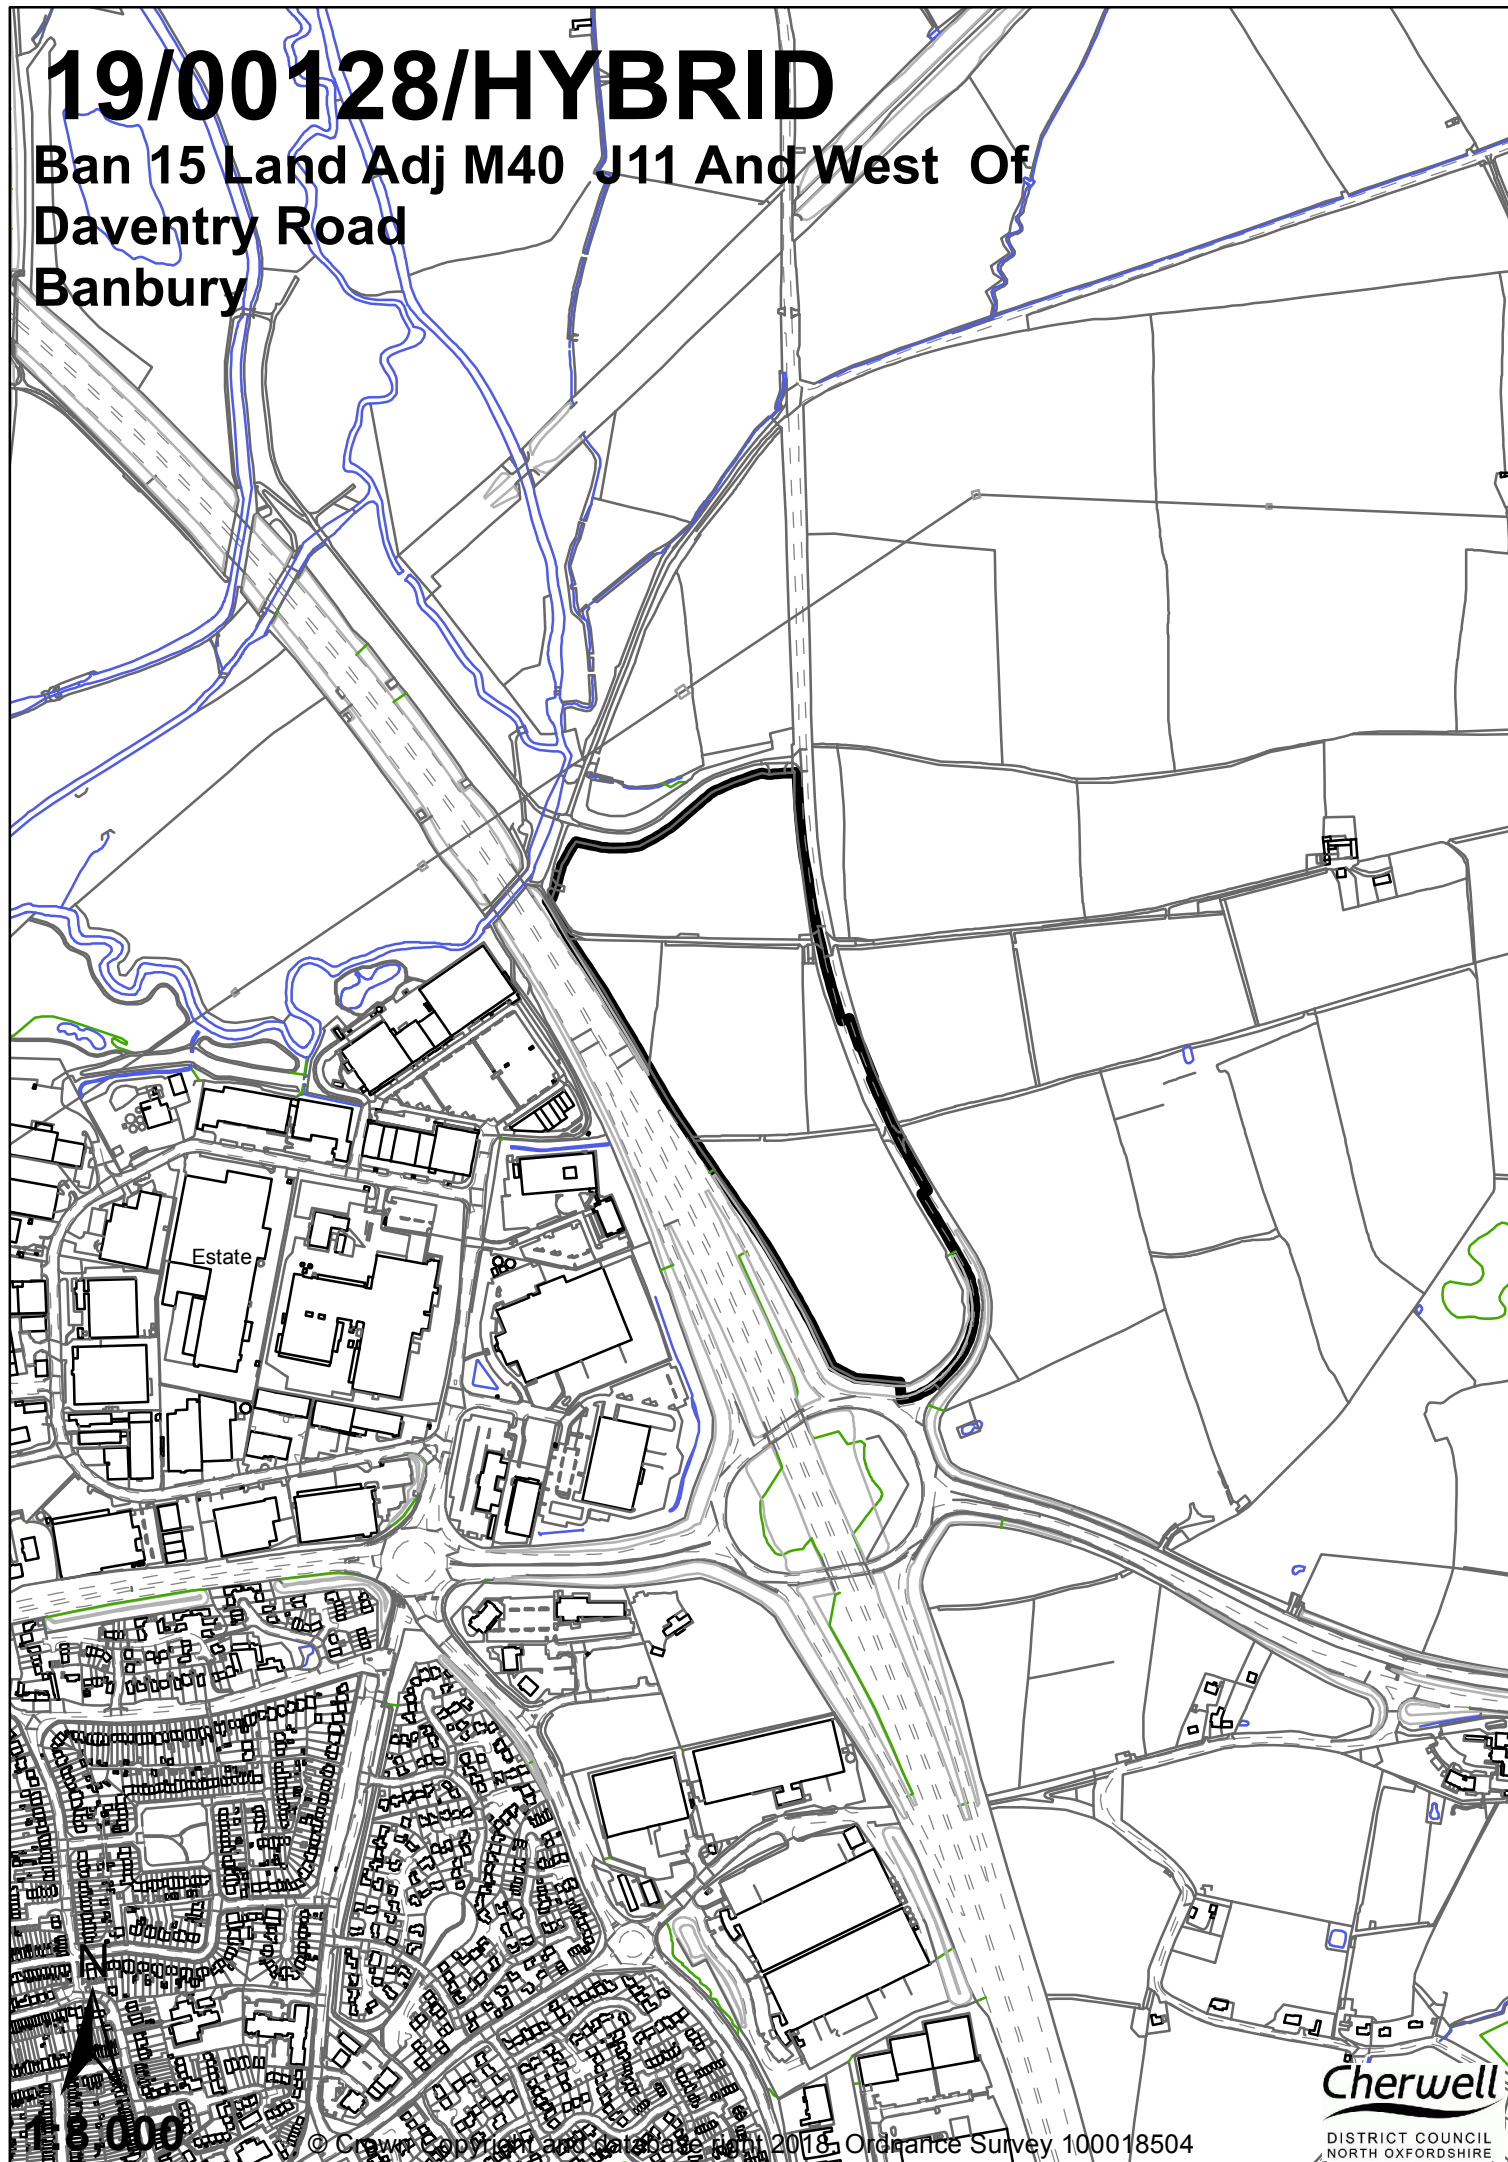 19/00128/HYBRID
Ban 15 Land Adj M40 J11 And West Of
Daventry Road
Banbury
Estate
N
1:8,000
© Crown Copyright and database right 2018. Ordnance Survey 100018504
Cherwell
DISTRICT COUNCIL
NORTH OXFORDSHIRE